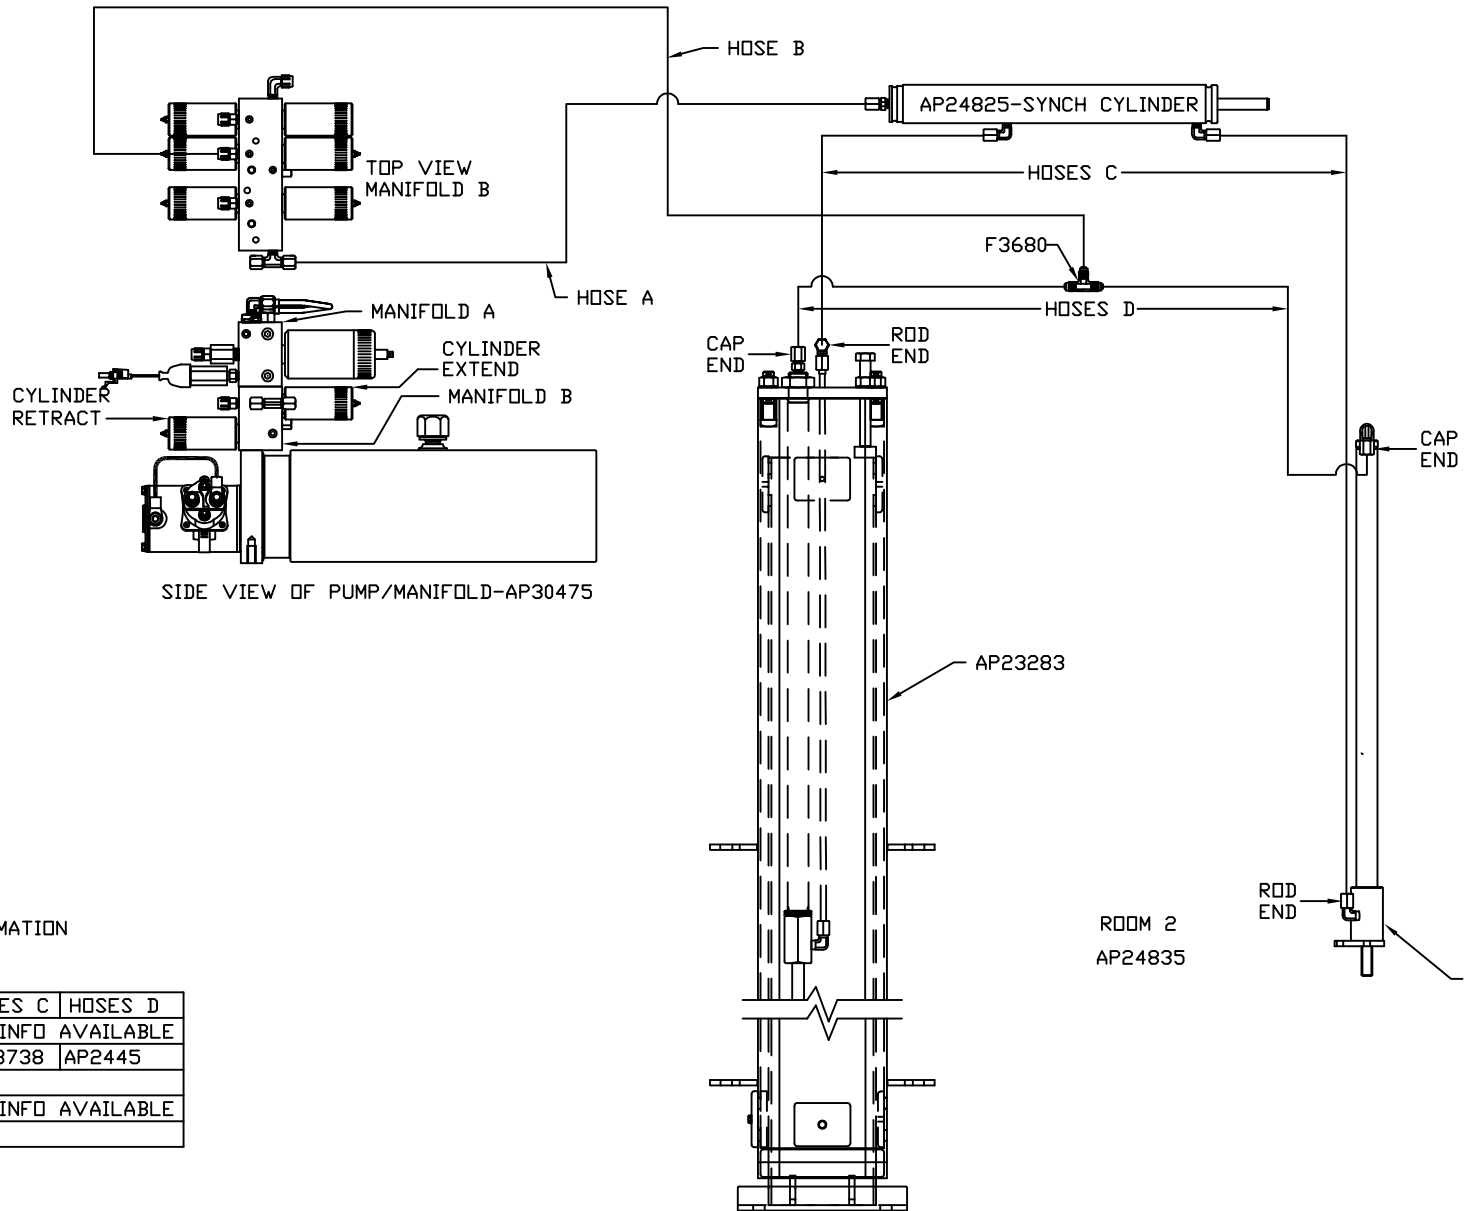 HOSE B
AP24825-SYNCH CYLINDER
TOP VIEW
MANIFOLD B
HOSES C
F3680
HOSE A
MANIFOLD A
HOSES D
CAP
END
ROD
END
CYLINDER
EXTEND
CYLINDER
RETRACT
MANIFOLD B
CAP
END
SIDE VIEW OF PUMP/MANIFOLD-AP30475
AP23283
ROD
END
ROOM 2
AP24835
MATION
ES C HOSES D
INFO AVAILABLE
3738 AP2445
INFO AVAILABLE